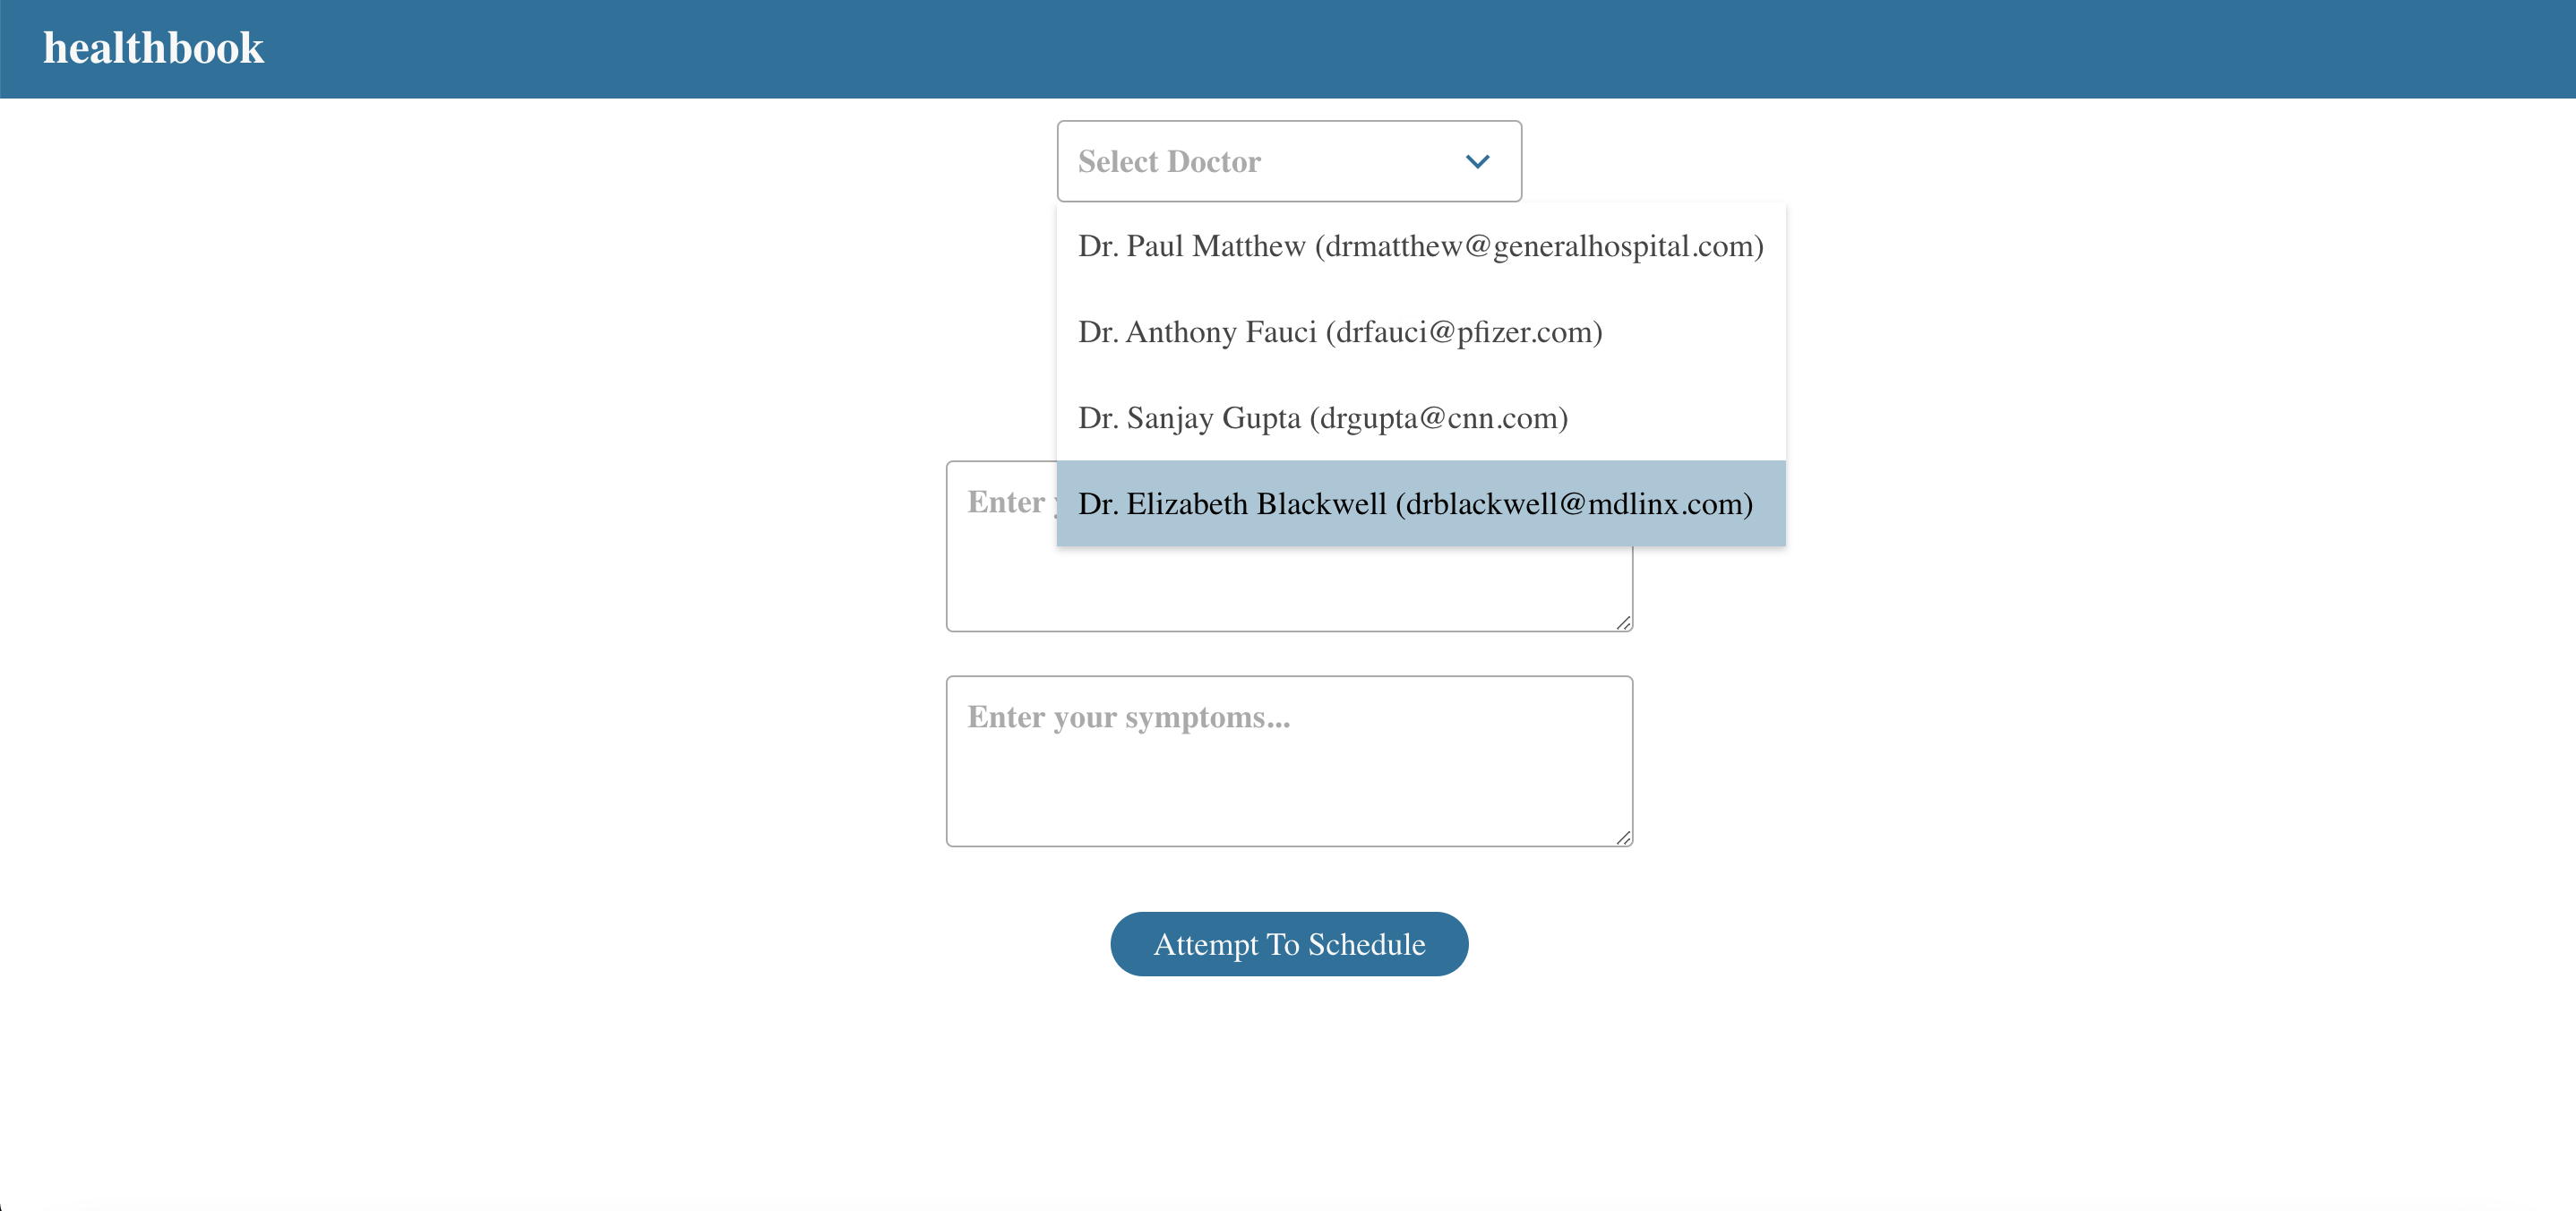 healthbook
Select Doctor
Dr. Paul Matthew (drmatthew@generalhospital.com)
Dr. Anthony Fauci (drfauci@pfizer.com)
Dr. Sanjay Gupta (drgupta@cnn.com)
Enter
Dr. Elizabeth Blackwell (drblackwell@mdlinx.com)
Enter your symptoms...
Attempt To Schedule